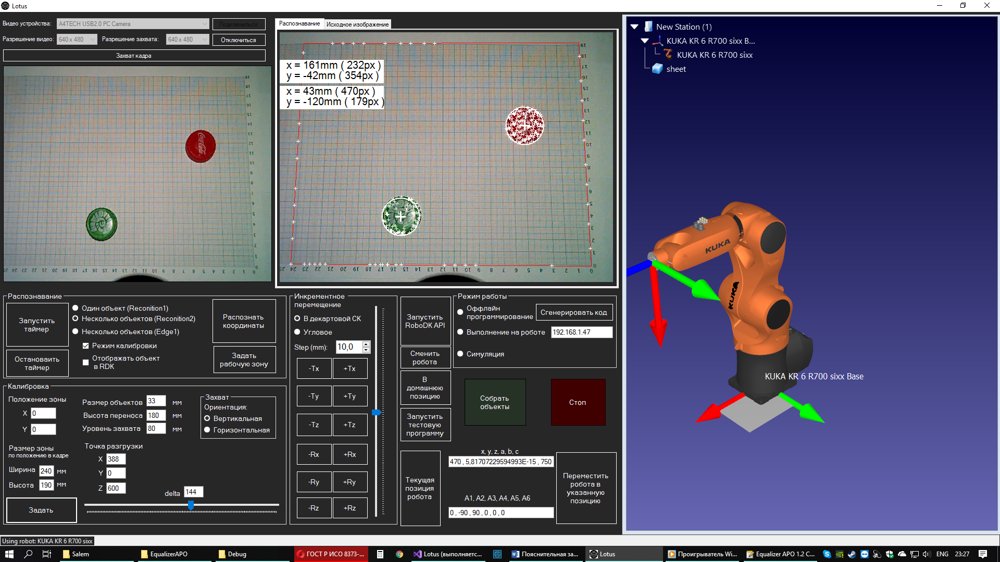 Lotus
Видео устройства:
A4TECH USB2.0 PC Camera
Подключиться
Разрешение видео:
640 x 480
Разрешение захвата:
640 x 480
Отключиться
Захват кадра
Распознавание
Исходное изображение
x = 161mm ( 232px )
y = -42mm ( 354px )
x = 43mm ( 470px )
y = -120mm ( 179px )
New Station (1)
KUKA KR 6 R700 sixx B...
KUKA KR 6 R700 sixx
sheet
KUKA
KUKA
KUKA KR 6 R700 sixx Base
Распознавание
Запустить
таймер
Остановаить
таймер
Один объект (Reconition1)
Несколько объектов (Reconition2)
Несколько объектов (Edge1)
Режим калибровки
Отображать объект
в RDK
Распознать
координаты
Задать
рабочую зону
Калибровка
Положение зоны
X 0
Y 0
Размер зоны
по положению в кадре
Ширина 240 мм
Высота 190 мм
Задать
Размер объектов 33 мм
Высота переноса 180 мм
Уровень захвата 80 мм
Точка разгрузки
X 388
Y 0
Z 600
Захват
Ориентация:
Вертикальная
Горизонтальная
delta 144
Инкрементное
перемещение
В декартовой СК
Угловое
Step (mm): 10,0
-Tx +Tx
-Ty +Ty
-Tz +Tz
-Rx +Rx
-Ry +Ry
-Rz +Rz
Запустить
RoboDK API
Сменить
робота
В
домашнюю
позицию
Запустить
тестовую
программу
Текущая
позиция
робота
Режим работы
Оффлайн
программирование
Сгенерировать код
Выполнение на роботе
192.168.1.47
Симуляция
Собрать
объекты
Стоп
x, y, z, a, b, c
470 , 5,81707229594993E-15 , 750
A1, A2, A3, A4, A5, A6
0 , -90 , 90 , 0 , 0 , 0
Переместить
робота в
указанную
позицию
Using robot: KUKA KR 6 R700 sixx
Salem
EqualizerAPO
Debug
ГОСТ Р ИСО 8373-...
Lotus (выполняетс...
Пояснительная за...
Lotus
Проигрыватель Wi...
Equalizer APO 1.2 C...
ENG
23:27